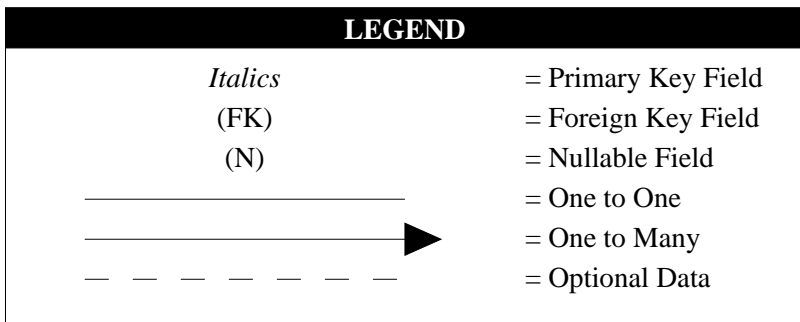 LEGEND
Italics = Primary Key Field
(FK) = Foreign Key Field
(N) = Nullable Field
= One to One
= One to Many
= Optional Data